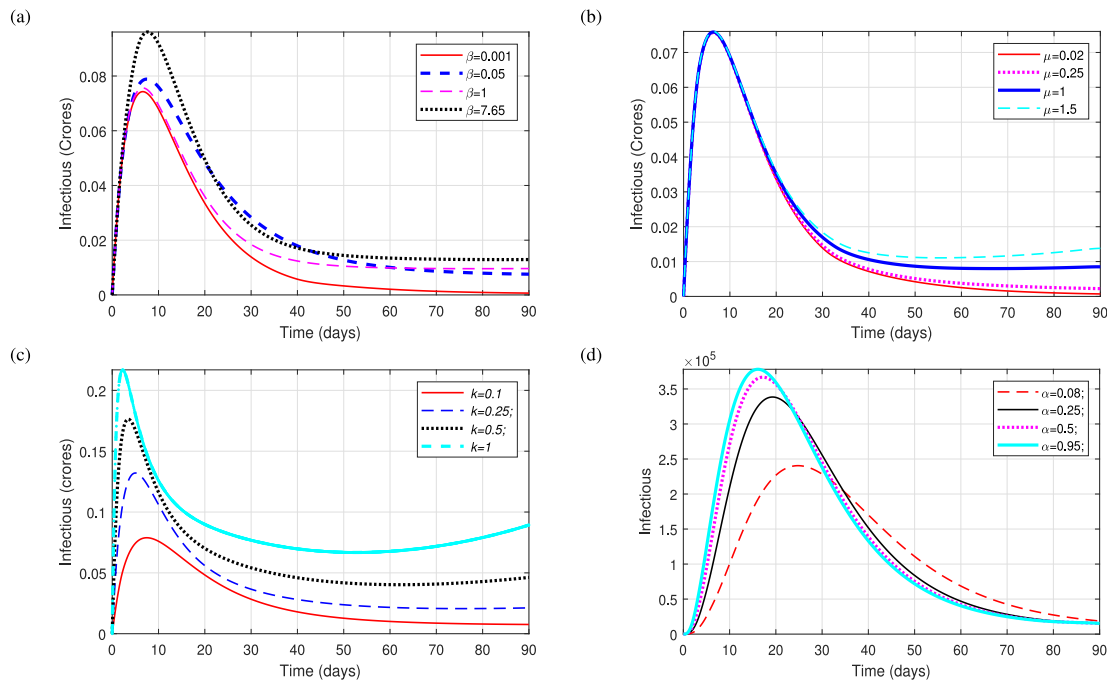 (a)
Infectious (Crores)
0.08
0.06
0.04
0.02
0
0 10 20 30 40 50 60 70 80 90
Time (days)
β=0.001
β=0.05
β=1
β=7.65
(b)
Infectious (Crores)
0.07
0.06
0.05
0.04
0.03
0.02
0.01
0
0 10 20 30 40 50 60 70 80 90
Time (days)
μ=0.02
μ=0.25
μ=1
μ=1.5
(c)
Infectious (crores)
0.2
0.15
0.1
0.05
0
0 10 20 30 40 50 60 70 80 90
Time (days)
k=0.1
k=0.25;
k=0.5;
k=1
(d)
×10⁵
Infectious
3.5
3
2.5
2
1.5
1
0.5
0
0 10 20 30 40 50 60 70 80 90
Time (days)
α=0.08;
α=0.25;
α=0.5;
α=0.95;